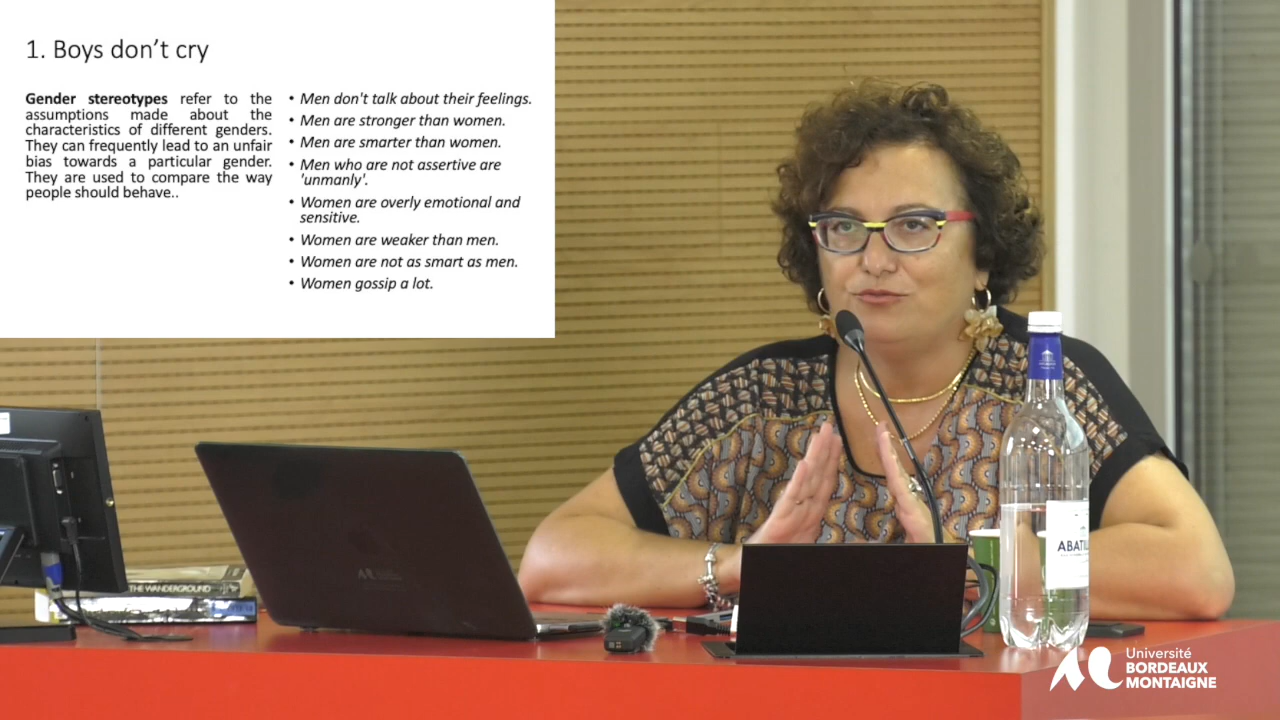 1. Boys don’t cry
Gender stereotypes refer to the
assumptions made about the
characteristics of different genders.
They can frequently lead to an unfair
bias towards a particular gender.
They are used to compare the way
people should behave..
• Men don't talk about their feelings.
• Men are stronger than women.
• Men are smarter than women.
• Men who are not assertive are
'unmanly'.
• Women are overly emotional and
sensitive.
• Women are weaker than men.
• Women are not as smart as men.
• Women gossip a lot.
THE WANDERGROUND
ABATIL
Université
BORDEAUX
MONTAIGNE